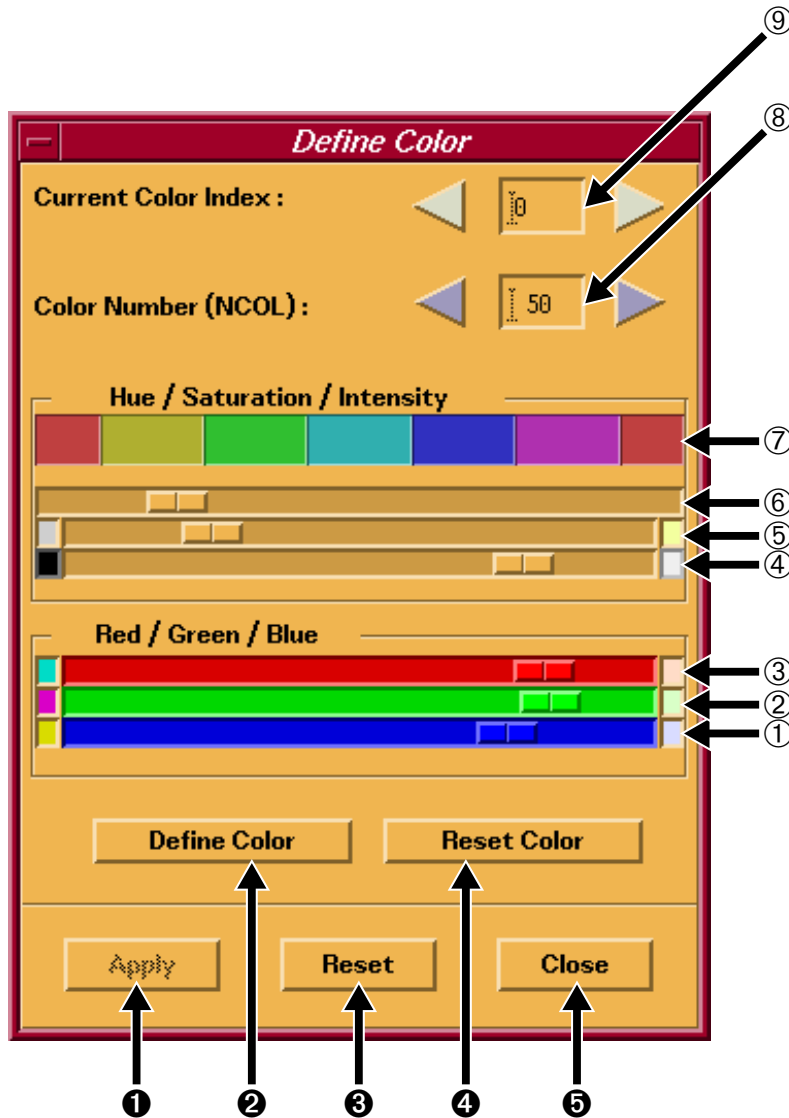 ⑨
Define Color
⑧
Current Color Index :
0
Color Number (NCOL) :
50
Hue / Saturation / Intensity
⑦
⑥
⑤
④
Red / Green / Blue
③
②
①
Define Color
Reset Color
Apply
Reset
Close
❶ ❷ ❸ ❹ ❺